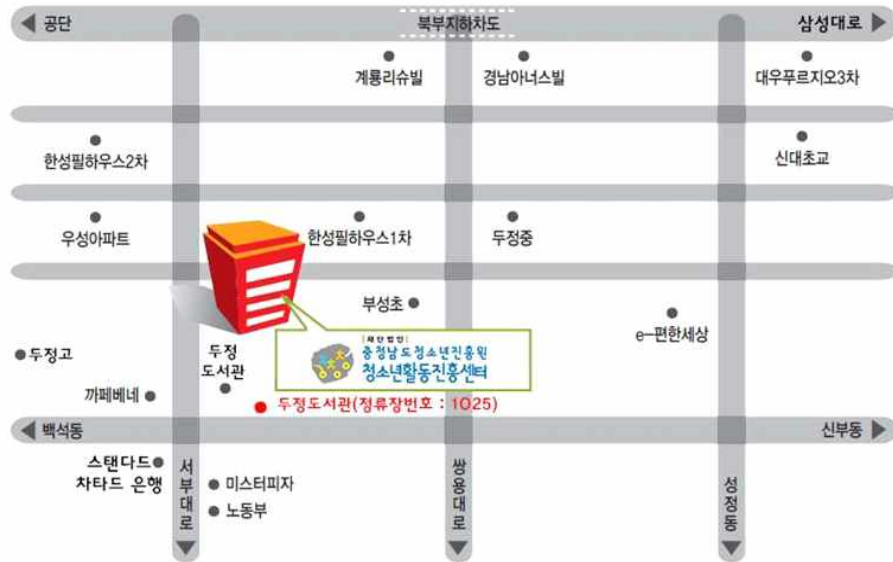 공단
북부지하차도
삼성대로
계룡리슈빌
경남아너스빌
대우푸르지오3차
한성필하우스2차
신대초교
우성아파트
한성필하우스1차
두정중
부성초
e-편한세상
두정고
두정
도서관
[재단법인]
충청남도청소년진흥원
청소년활동진흥센터
까페베네
두정도서관(정류장번호 : 1025)
백석동
신부동
스탠다드
차타드 은행
서부대로
미스터피자
노동부
쌍용대로
성정동